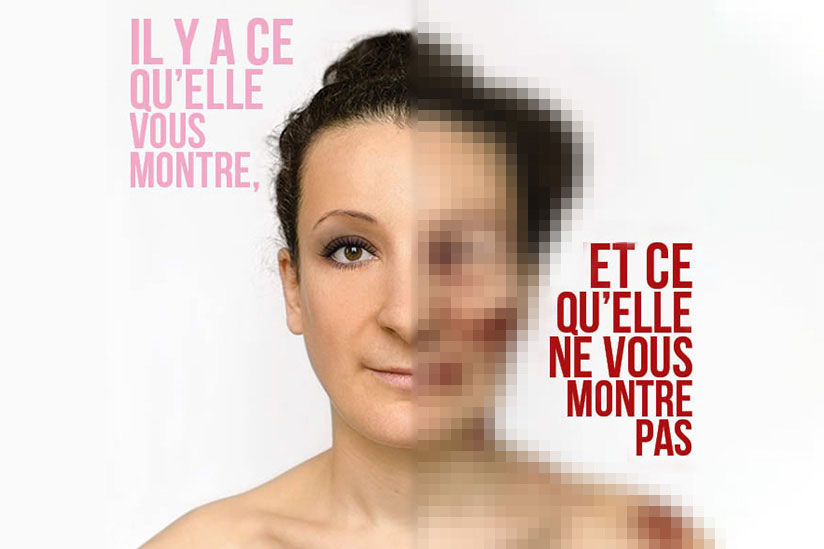 IL Y A CE
QU'ELLE
VOUS
MONTRE,
ET CE
QU'ELLE
NE VOUS
MONTRE
PAS